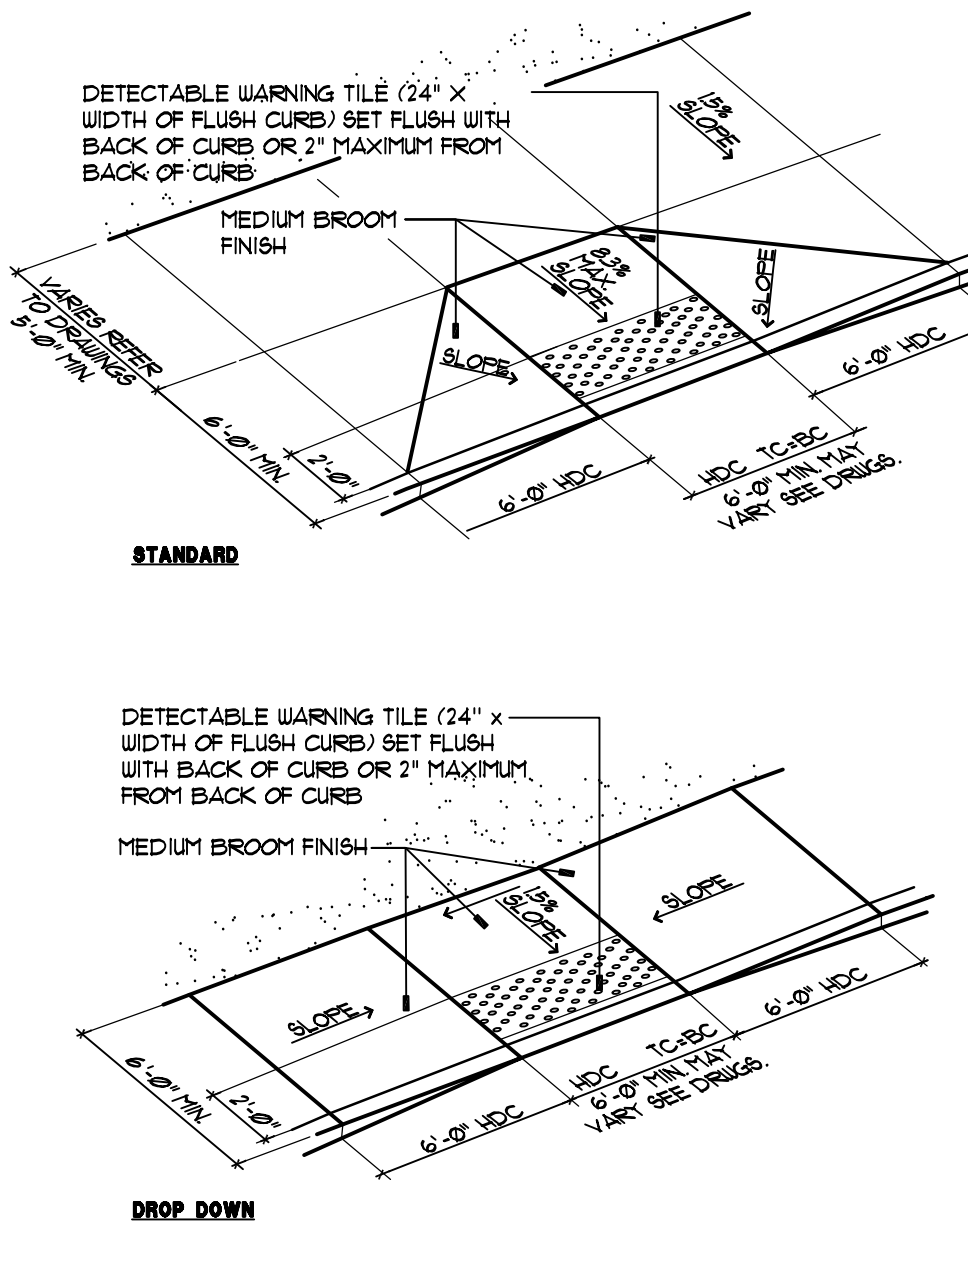 DETECTABLE WARNING TILE (24" X
WIDTH OF FLUSH CURB) SET FLUSH WITH
BACK OF CURB OR 2" MAXIMUM FROM
BACK OF CURB
1.5%
SLOPE
MEDIUM BROOM
FINISH
8.3%
MAX.
SLOPE
SLOPE
SLOPE
VARIES REFER
TO DRAWINGS
5'-0" MIN.
6'-0" MIN.
2'-0"
6'-0" HDC
6'-0" HDC
HDC TC=BC
6'-0" MIN. MAY
VARY SEE DRWGS.
STANDARD
DETECTABLE WARNING TILE (24" x
WIDTH OF FLUSH CURB) SET FLUSH
WITH BACK OF CURB OR 2" MAXIMUM
FROM BACK OF CURB
MEDIUM BROOM FINISH
1.5%
SLOPE
SLOPE
SLOPE
6'-0" MIN.
2'-0"
6'-0" HDC
6'-0" HDC
HDC TC=BC
6'-0" MIN. MAY
VARY SEE DRWGS.
DROP DOWN